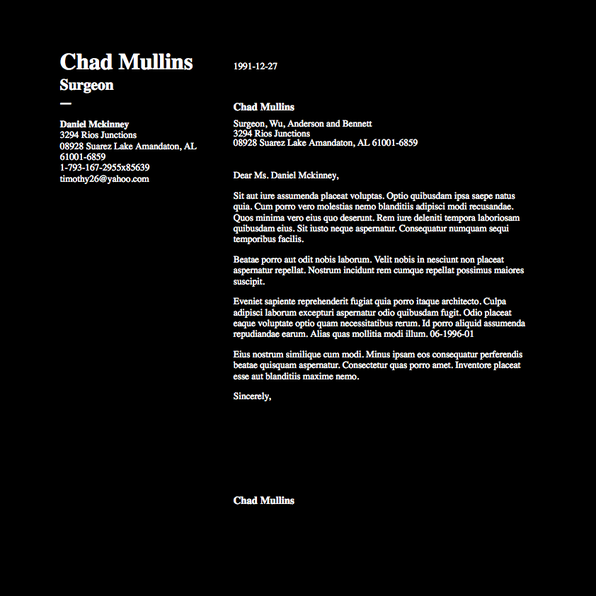 Chad Mullins
Surgeon
Daniel Mckinney
3294 Rios Junctions
08928 Suarez Lake Amandaton, AL
61001-6859
1-793-167-2955x85639
timothy26@yahoo.com
1991-12-27
Chad Mullins
Surgeon, Wu, Anderson and Bennett
3294 Rios Junctions
08928 Suarez Lake Amandaton, AL 61001-6859
Dear Ms. Daniel Mckinney,
Sit aut iure assumenda placeat voluptas. Optio quibusdam ipsa saepe natus
quia. Cum porro vero molestias nemo blanditiis adipisci modi recusandae.
Quos minima vero eius quo deserunt. Rem iure deleniti tempora laboriosam
quibusdam eius. Sit iusto neque aspernatur. Consequatur numquam sequi
temporibus facilis.
Beatae porro aut odit nobis laborum. Velit nobis in nesciunt non placeat
aspernatur repellat. Nostrum incidunt rem cumque repellat possimus maiores
suscipit.
Eveniet sapiente reprehenderit fugiat quia porro itaque architecto. Culpa
adipisci laborum excepturi aspernatur odio quibusdam fugit. Odio placeat
eaque voluptate optio quam necessitatibus rerum. Id porro aliquid assumenda
repudiandae earum. Alias quas mollitia modi illum. 06-1996-01
Eius nostrum similique cum modi. Minus ipsam eos consequatur perferendis
beatae quisquam aspernatur. Consectetur quas porro amet. Inventore placeat
esse aut blanditiis maxime nemo.
Sincerely,
Chad Mullins